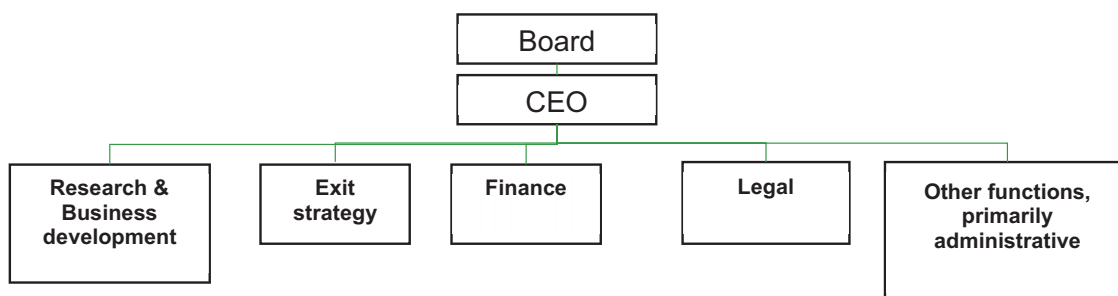 Board
CEO
Research &
Business
development
Exit
strategy
Finance
Legal
Other functions,
primarily
administrative